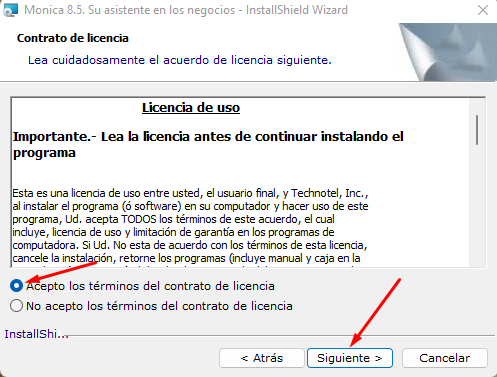 Monica 8.5. Su asistente en los negocios - InstallShield Wizard
Contrato de licencia
Lea cuidadosamente el acuerdo de licencia siguiente.
Licencia de uso
Importante.- Lea la licencia antes de continuar instalando el
programa
Esta es una licencia de uso entre usted, el usuario final, y Technotel, Inc.,
al instalar el programa (ó software) en su computador y hacer uso de este
programa, Ud. acepta TODOS los términos de este acuerdo, el cual
incluye, licencia de uso y limitación de garantía en los programas de
computadora. Si Ud. No esta de acuerdo con los términos de esta licencia,
cancele la instalación, retorne los programas (incluye manual y caja en la
Acepto los términos del contrato de licencia
No acepto los términos del contrato de licencia
InstallShi...
< Atrás
Siguiente >
Cancelar